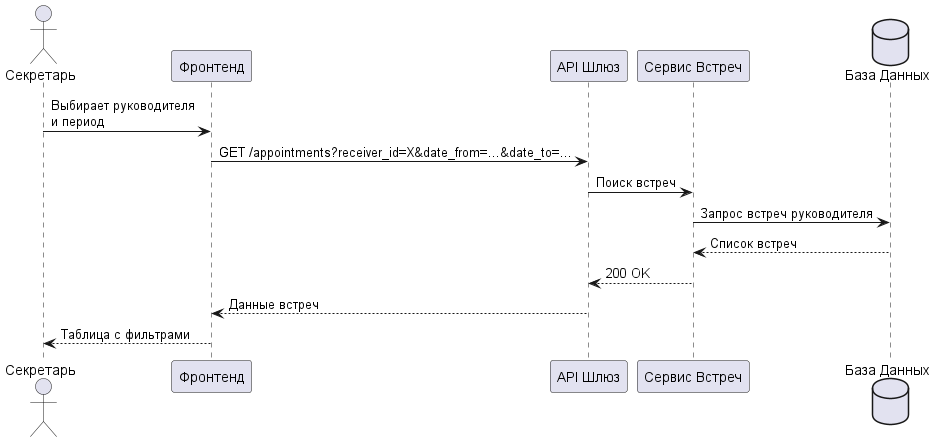 Секретарь
Фронтенд
API Шлюз
Сервис Встреч
База Данных
Выбирает руководителя
и период
GET /appointments?receiver_id=X&date_from=...&date_to=...
Поиск встреч
Запрос встреч руководителя
Список встреч
200 OK
Данные встреч
Таблица с фильтрами
Секретарь
Фронтенд
API Шлюз
Сервис Встреч
База Данных